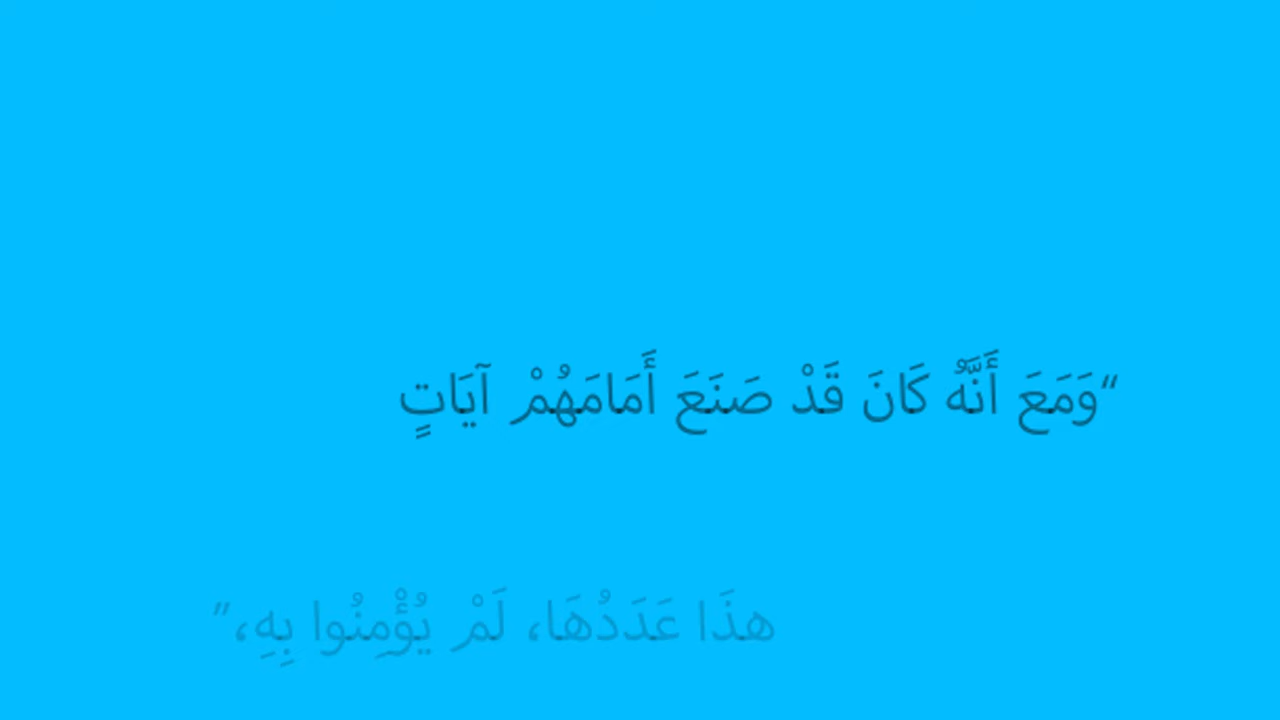 “وَمَعَ أَنَّهُ كَانَ قَدْ صَنَعَ أَمَامَهُمْ آيَاتٍ
هذَا عَدَدُهَا، لَمْ يُؤْمِنُوا بِهِ،”